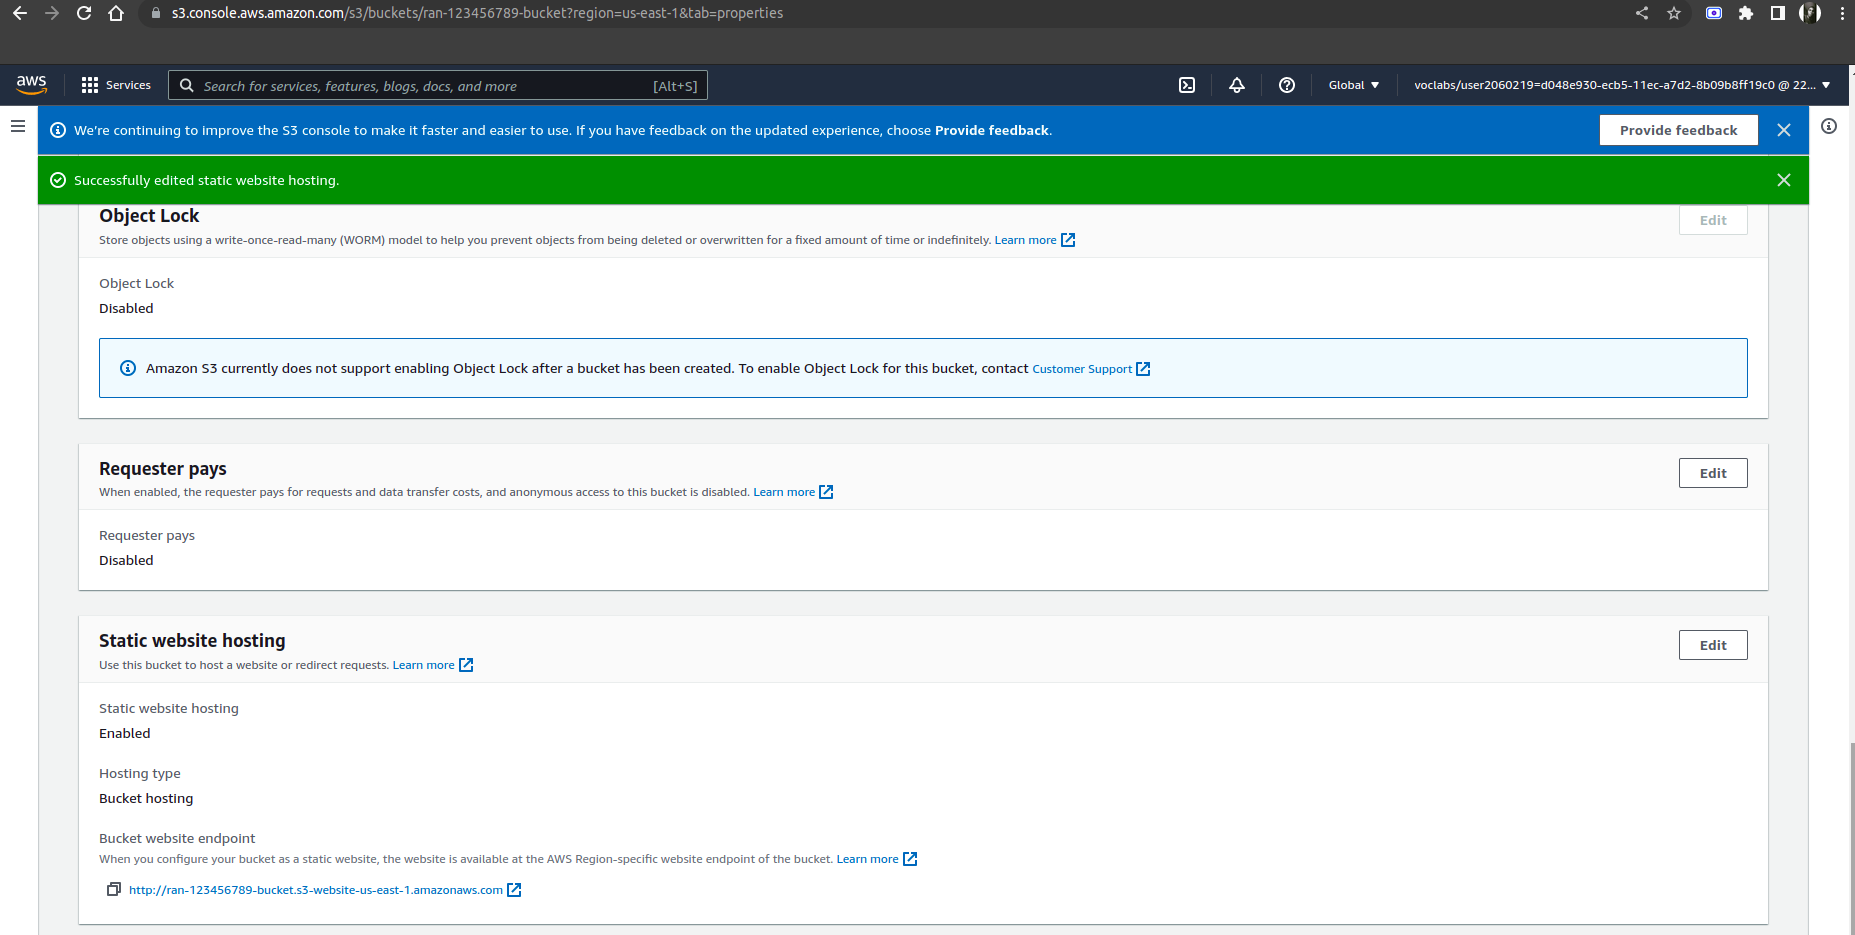 s3.console.aws.amazon.com/s3/buckets/ran-123456789-bucket?region=us-east-1&tab=properties
aws Services Search for services, features, blogs, docs, and more [Alt+S] Global voclabs/user2060219=d048e930-ecb5-11ec-a7d2-8b09b8ff19c0 @ 22...
We're continuing to improve the S3 console to make it faster and easier to use. If you have feedback on the updated experience, choose Provide feedback. Provide feedback
Successfully edited static website hosting.
Object Lock Edit
Store objects using a write-once-read-many (WORM) model to help you prevent objects from being deleted or overwritten for a fixed amount of time or indefinitely. Learn more
Object Lock
Disabled
Amazon S3 currently does not support enabling Object Lock after a bucket has been created. To enable Object Lock for this bucket, contact Customer Support
Requester pays Edit
When enabled, the requester pays for requests and data transfer costs, and anonymous access to this bucket is disabled. Learn more
Requester pays
Disabled
Static website hosting Edit
Use this bucket to host a website or redirect requests. Learn more
Static website hosting
Enabled
Hosting type
Bucket hosting
Bucket website endpoint
When you configure your bucket as a static website, the website is available at the AWS Region-specific website endpoint of the bucket. Learn more
http://ran-123456789-bucket.s3-website-us-east-1.amazonaws.com